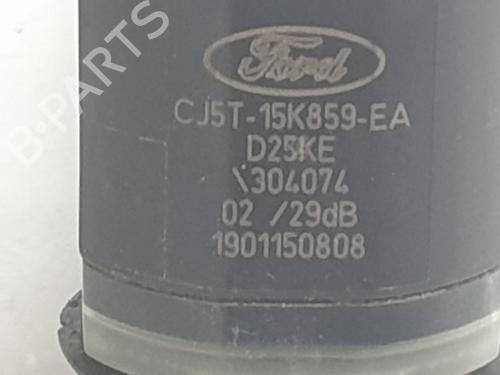 B-PARTS
Ford
CJ5T-15K859-EA
D25KE
\304074
02 /29dB
1901150808